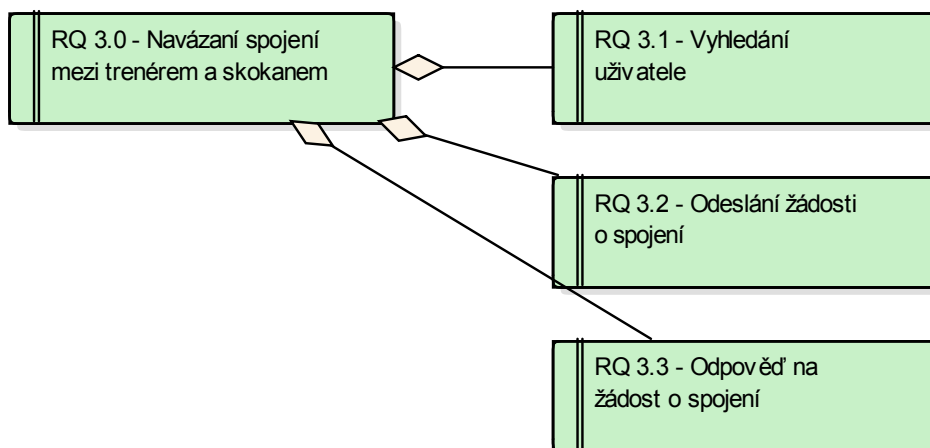 RQ 3.0 - Navázaní spojení
mezi trenérem a skokanem
RQ 3.1 - Vyhledání
uživatele
RQ 3.2 - Odeslání žádosti
o spojení
RQ 3.3 - Odpověď na
žádost o spojení